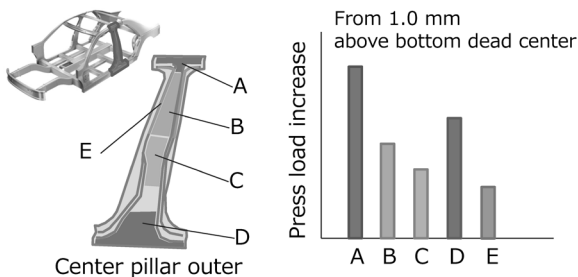 A
B
E
C
D
Center pillar outer
From 1.0 mm
above bottom dead center
Press load increase
A B C D E